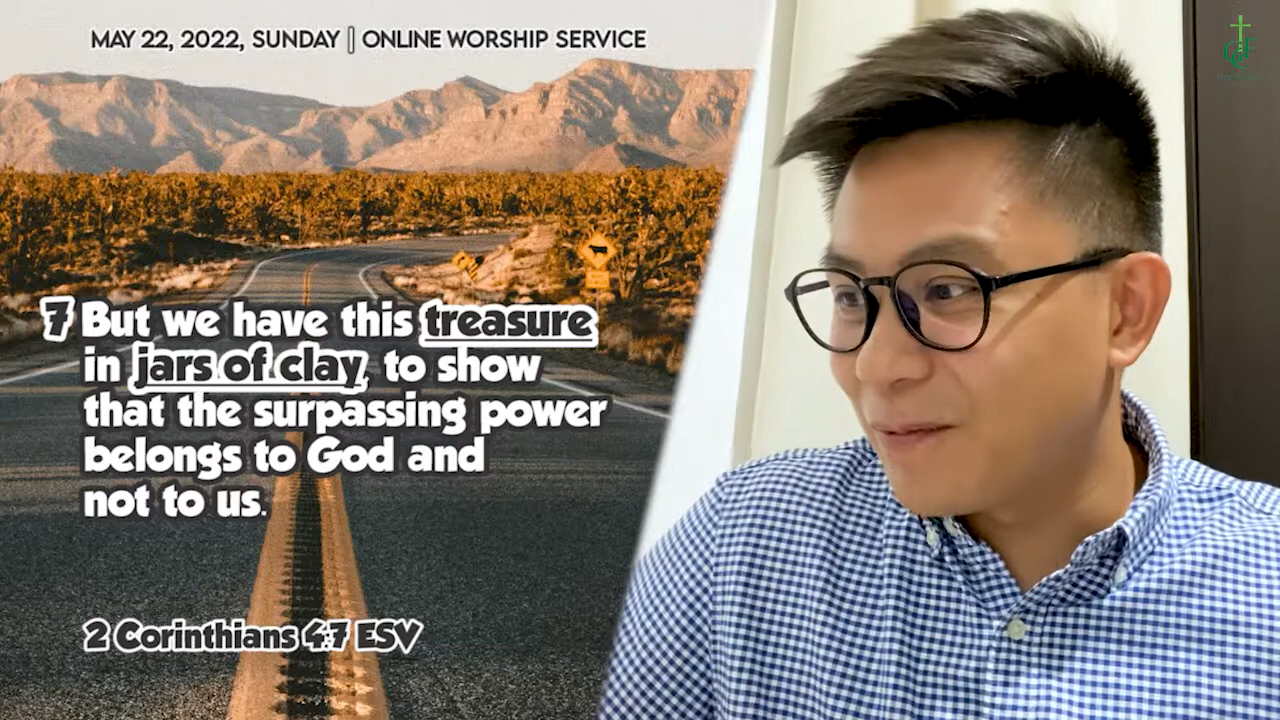 MAY 22, 2022, SUNDAY | ONLINE WORSHIP SERVICE
7 But we have this treasure
in jars of clay, to show
that the surpassing power
belongs to God and
not to us.
2 Corinthians 4:7 ESV